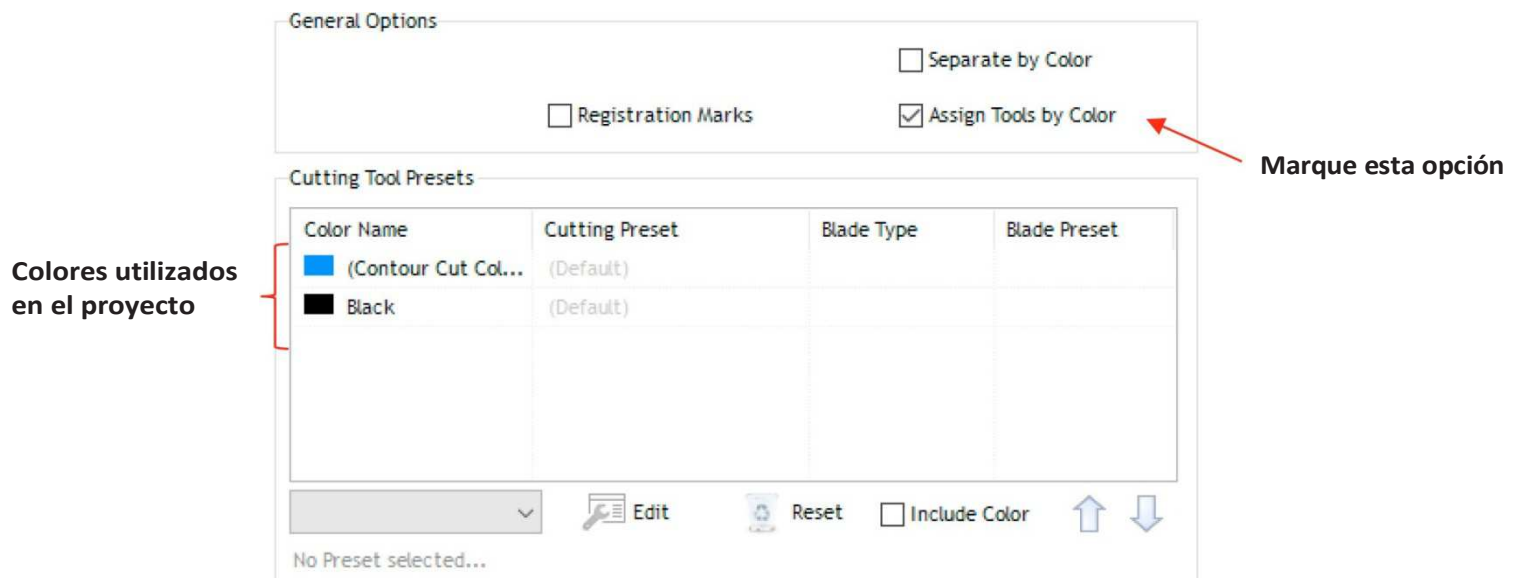 General Options
Separate by Color
Registration Marks
Assign Tools by Color
Marque esta opción
Cutting Tool Presets
Color Name Cutting Preset Blade Type Blade Preset
Colores utilizados
en el proyecto
(Contour Cut Col... (Default)
Black (Default)
Edit Reset Include Color
No Preset selected...